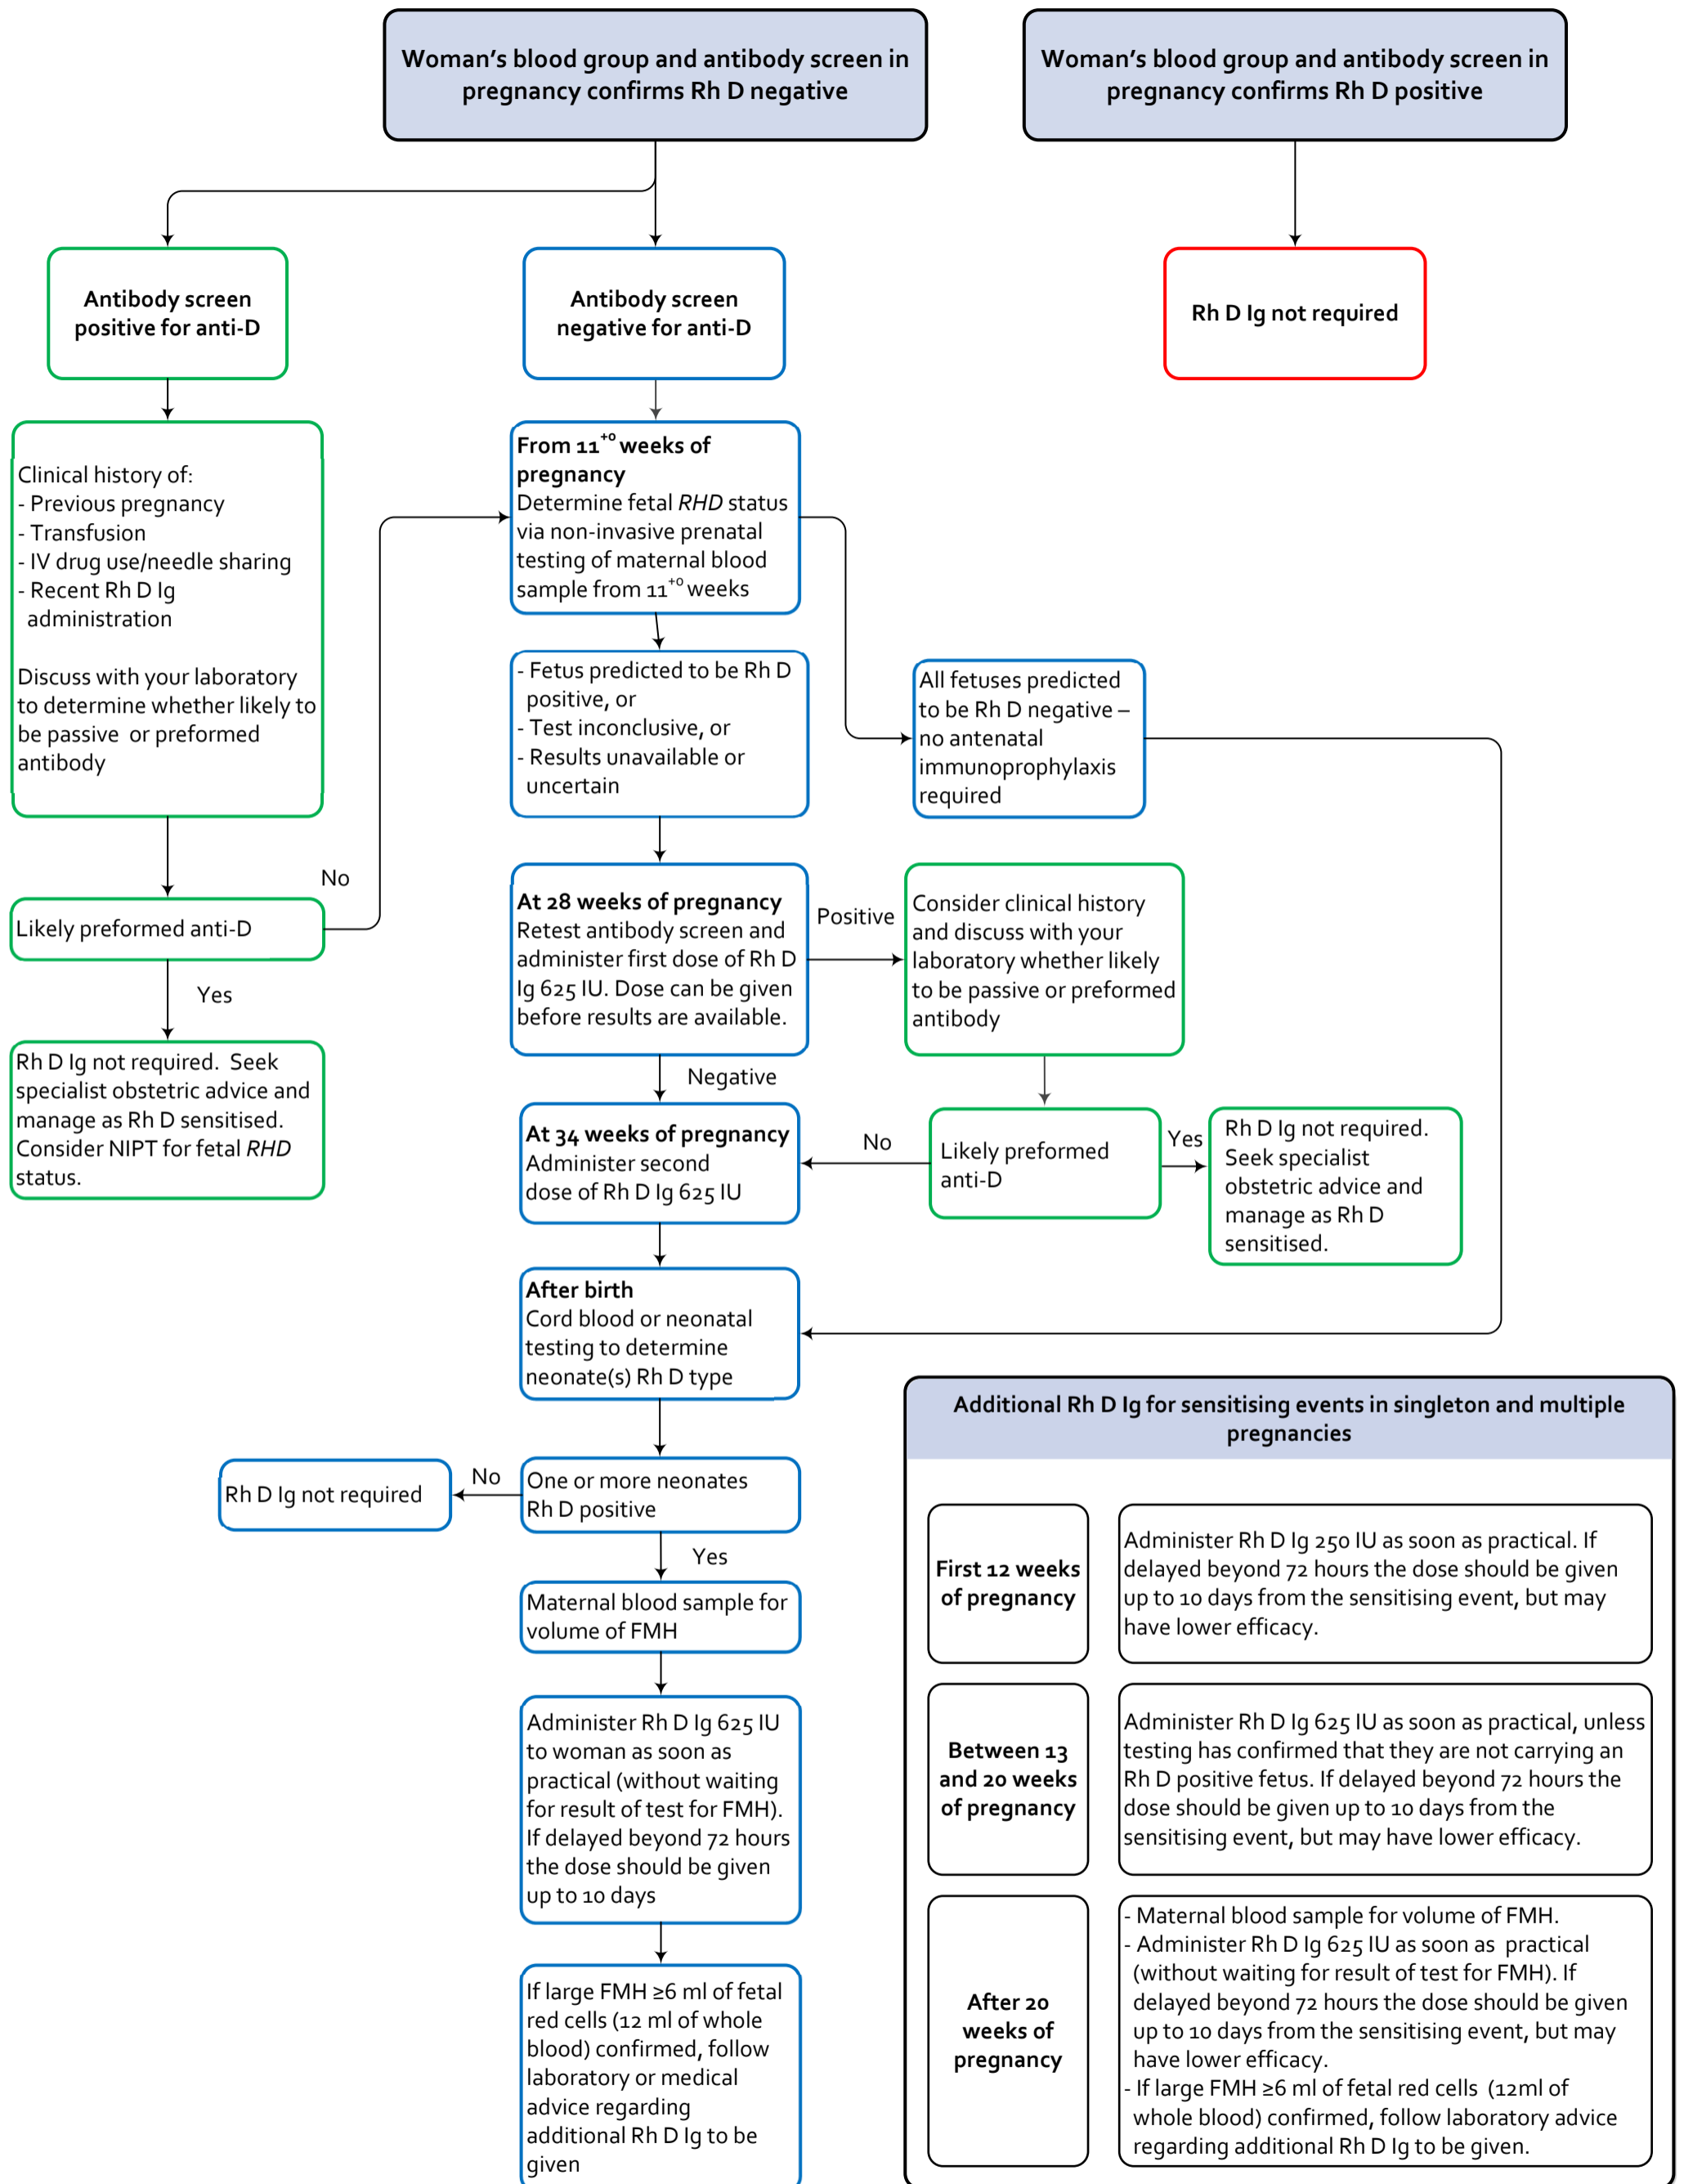 Woman's blood group and antibody screen in
pregnancy confirms Rh D negative
Woman's blood group and antibody screen in
pregnancy confirms Rh D positive
Antibody screen
positive for anti-D
Antibody screen
negative for anti-D
Rh D Ig not required
Clinical history of:
- Previous pregnancy
- Transfusion
- IV drug use/needle sharing
- Recent Rh D Ig
administration
Discuss with your laboratory
to determine whether likely to
be passive or preformed
antibody
From 11+0 weeks of
pregnancy
Determine fetal RHD status
via non-invasive prenatal
testing of maternal blood
sample from 11+0 weeks
- Fetus predicted to be Rh D
positive, or
- Test inconclusive, or
- Results unavailable or
uncertain
All fetuses predicted
to be Rh D negative –
no antenatal
immunoprophylaxis
required
No
Likely preformed anti-D
Yes
Rh D Ig not required. Seek
specialist obstetric advice and
manage as Rh D sensitised.
Consider NIPT for fetal RHD
status.
At 28 weeks of pregnancy
Retest antibody screen and
administer first dose of Rh D
Ig 625 IU. Dose can be given
before results are available.
Positive
Consider clinical history
and discuss with your
laboratory whether likely
to be passive or preformed
antibody
Negative
At 34 weeks of pregnancy
Administer second
dose of Rh D Ig 625 IU
No
Likely preformed
anti-D
Yes
Rh D Ig not required.
Seek specialist
obstetric advice and
manage as Rh D
sensitised.
After birth
Cord blood or neonatal
testing to determine
neonate(s) Rh D type
Rh D Ig not required
No
One or more neonates
Rh D positive
Yes
Maternal blood sample for
volume of FMH
Administer Rh D Ig 625 IU
to woman as soon as
practical (without waiting
for result of test for FMH).
If delayed beyond 72 hours
the dose should be given
up to 10 days
If large FMH ≥6 ml of fetal
red cells (12 ml of whole
blood) confirmed, follow
laboratory or medical
advice regarding
additional Rh D Ig to be
given
Additional Rh D Ig for sensitising events in singleton and multiple
pregnancies
First 12 weeks
of pregnancy
Administer Rh D Ig 250 IU as soon as practical. If
delayed beyond 72 hours the dose should be given
up to 10 days from the sensitising event, but may
have lower efficacy.
Between 13
and 20 weeks
of pregnancy
Administer Rh D Ig 625 IU as soon as practical, unless
testing has confirmed that they are not carrying an
Rh D positive fetus. If delayed beyond 72 hours the
dose should be given up to 10 days from the
sensitising event, but may have lower efficacy.
After 20
weeks of
pregnancy
- Maternal blood sample for volume of FMH.
- Administer Rh D Ig 625 IU as soon as practical
(without waiting for result of test for FMH). If
delayed beyond 72 hours the dose should be given
up to 10 days from the sensitising event, but may
have lower efficacy.
- If large FMH ≥6 ml of fetal red cells (12ml of
whole blood) confirmed, follow laboratory advice
regarding additional Rh D Ig to be given.